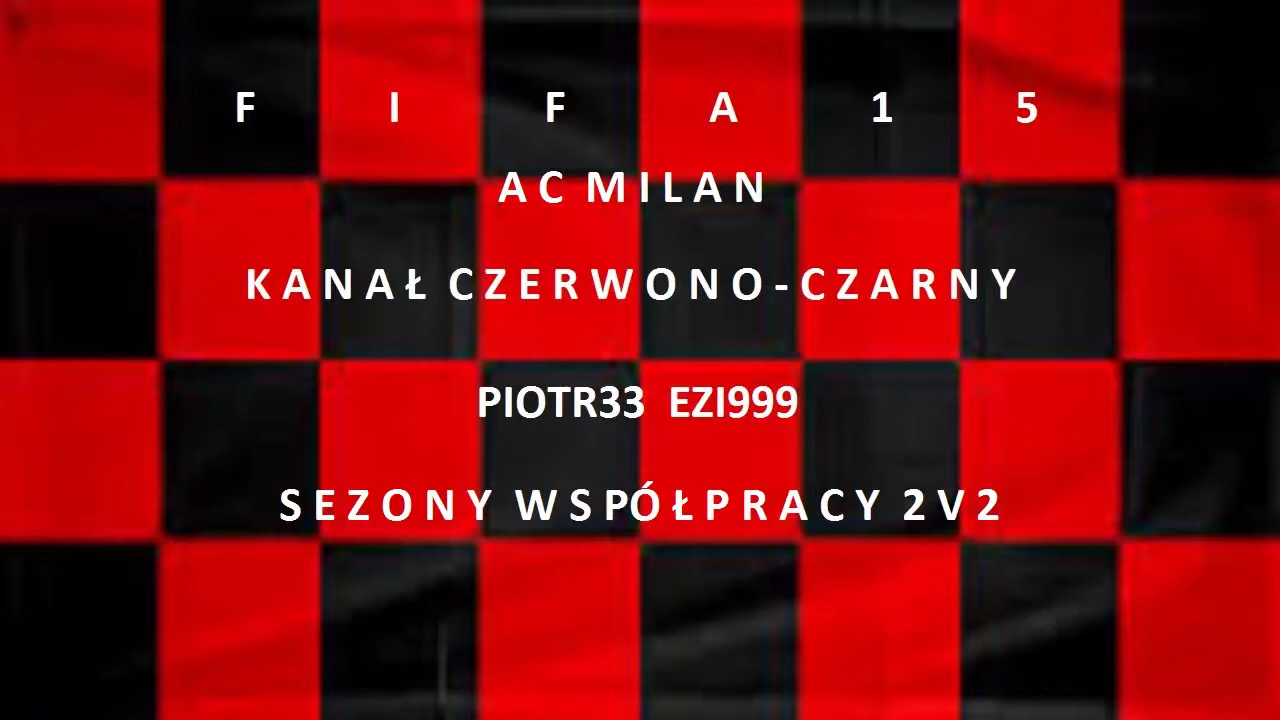 F I F A 1 5
AC MILAN
KANAŁ CZERWONO-CZARNY
PIOTR33 EZI999
SEZONY WSPÓŁPRACY 2V2